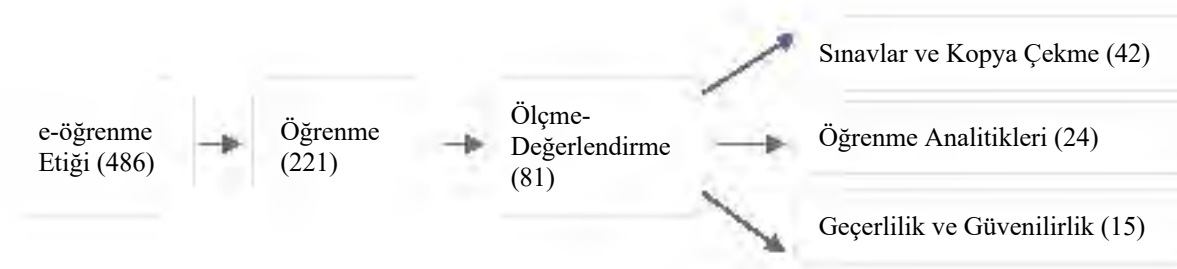 e-öğrenme
Etiği (486)
Öğrenme
(221)
Ölçme-
Değerlendirme
(81)
Sınavlar ve Kopya Çekme (42)
Öğrenme Analitikleri (24)
Geçerlilik ve Güvenilirlik (15)